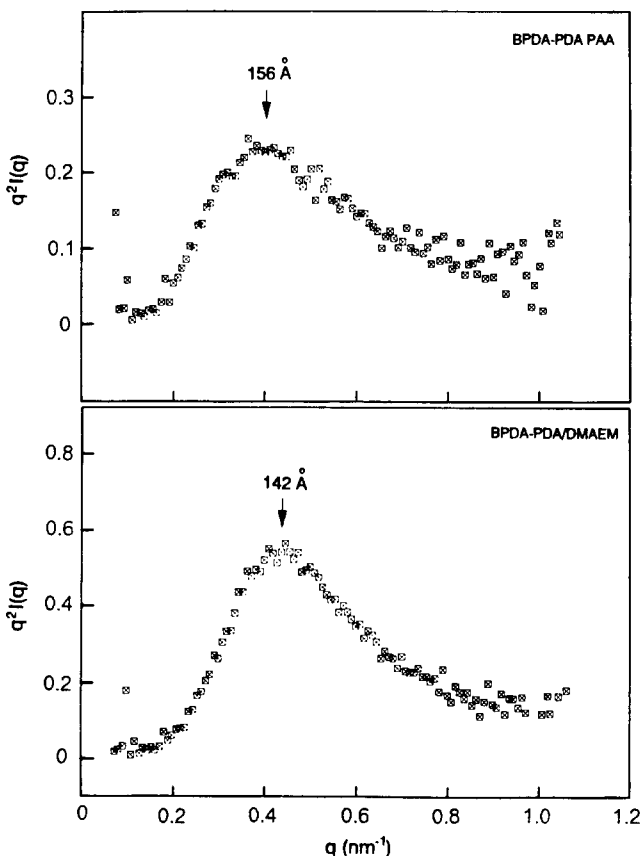 BPDA-PDA PAA
156 Å
0.3
0.2
0.1
0
q²I(q)
BPDA-PDA/DMAEM
142 Å
0.8
0.6
0.4
0.2
0
q²I(q)
0 0.2 0.4 0.6 0.8 1.0 1.2
q (nm⁻¹)